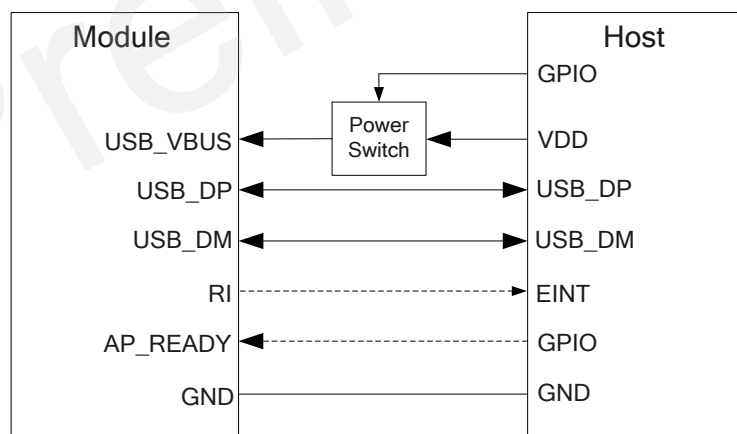 Module
Host
GPIO
Power
Switch
USB_VBUS
VDD
USB_DP
USB_DP
USB_DM
USB_DM
RI
EINT
AP_READY
GPIO
GND
GND